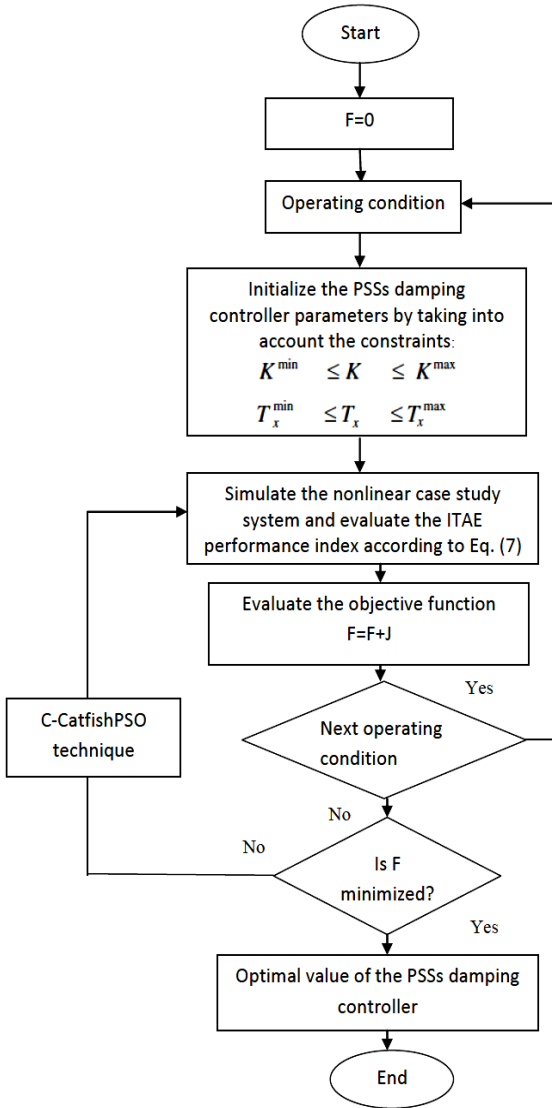 Start
F=0
Operating condition
Initialize the PSSs damping
controller parameters by taking into
account the constraints:
K^min ≤ K ≤ K^max
T_x^min ≤ T_x ≤ T_x^max
Simulate the nonlinear case study
system and evaluate the ITAE
performance index according to Eq. (7)
Evaluate the objective function
F=F+J
Yes
C-CatfishPSO
technique
Next operating
condition
No
No
Is F
minimized?
Yes
Optimal value of the PSSs damping
controller
End